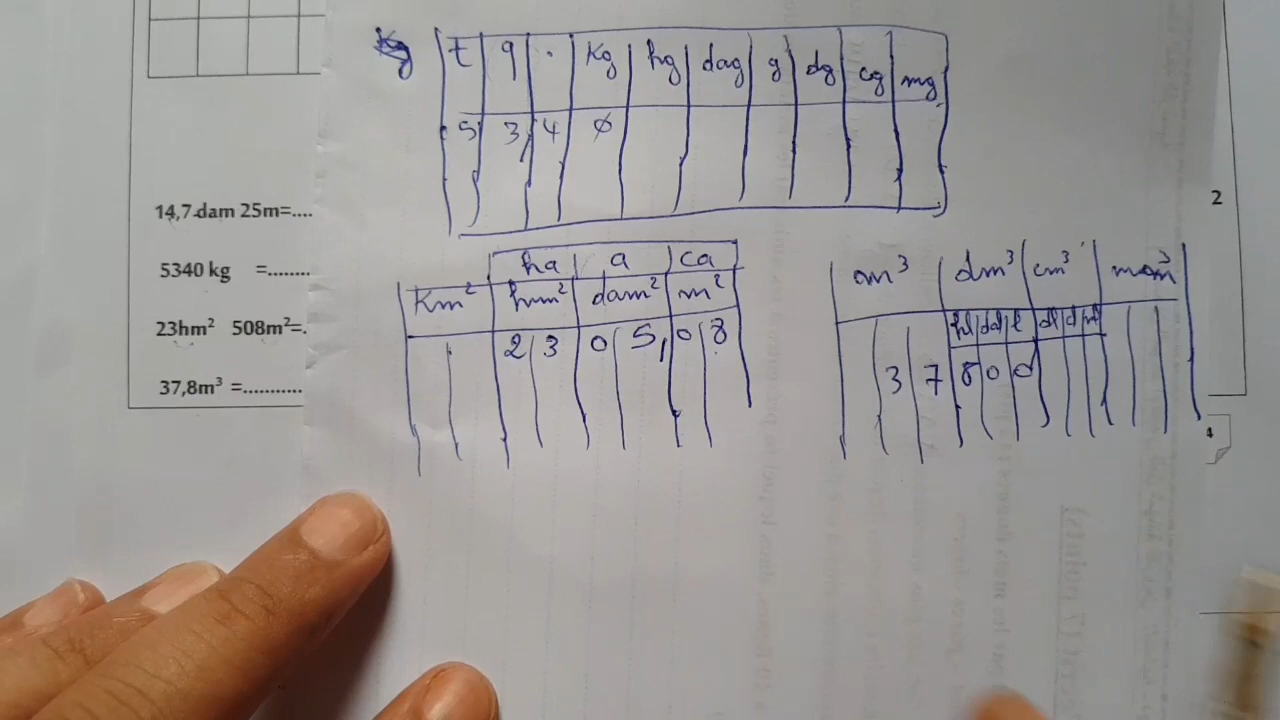 Kg t q . Kg hg dag g dg cg mg
5 3, 4 0
14,7 dam 25m=....
5340 kg =........
23hm² 508m²=.
37,8m³ =...........
ha a ca
Km² hm² dam² m²
2 3 0 5, 0 8
m³ dm³ cm³ mm³
hl dal l dl cl ml
3 7 8 0 0
2
4